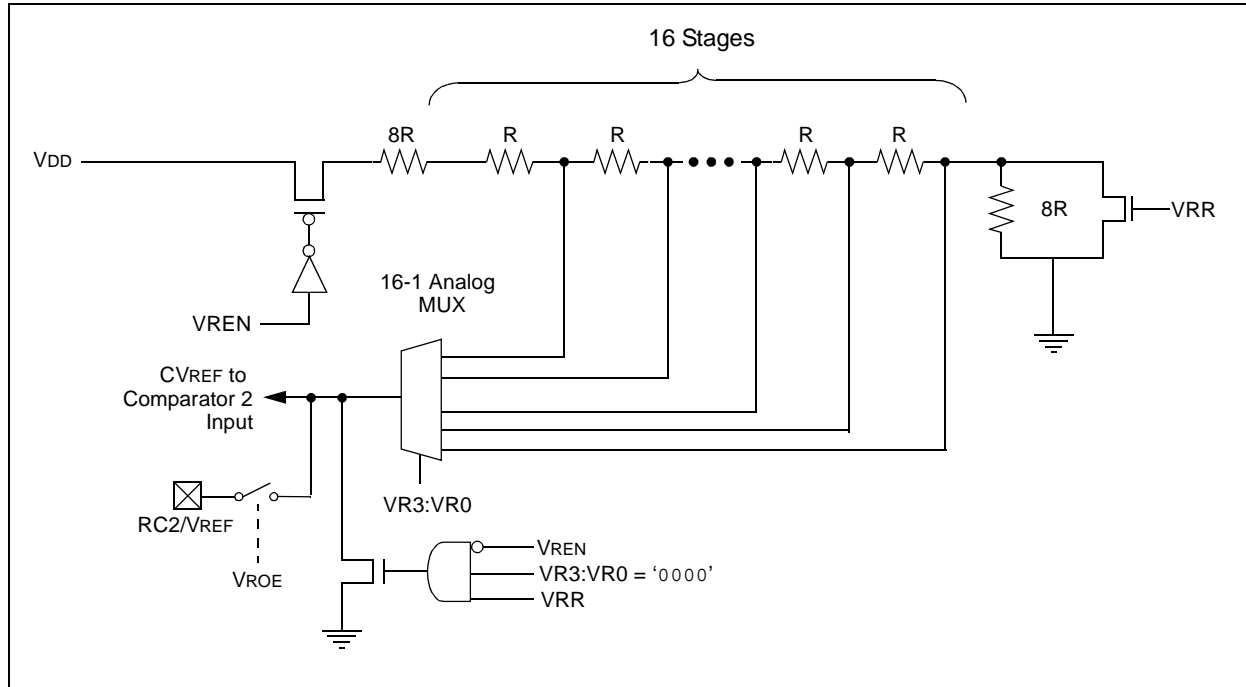 16 Stages
8R
R
R
R
R
VDD
8R
VRR
16-1 Analog
MUX
VREN
CVREF to
Comparator 2
Input
VR3:VR0
RC2/VREF
VROE
VREN
VR3:VR0 = ‘0000’
VRR